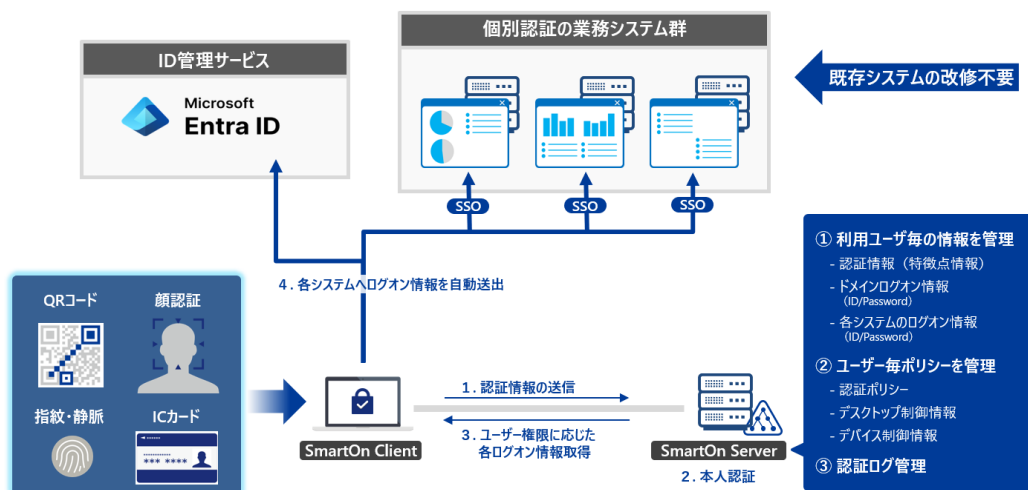 個別認証の業務システム群
ID管理サービス
Microsoft
Entra ID
既存システムの改修不要
SSO
SSO
SSO
4．各システムへログオン情報を自動送出
QRコード
顔認証
指紋・静脈
ICカード
*** ****
1．認証情報の送信
3．ユーザー権限に応じた
各ログオン情報取得
SmartOn Client
SmartOn Server
2．本人認証
① 利用ユーザ毎の情報を管理
- 認証情報（特徴点情報）
- ドメインログオン情報
（ID/Password）
- 各システムのログオン情報
（ID/Password）
② ユーザー毎ポリシーを管理
- 認証ポリシー
- デスクトップ制御情報
- デバイス制御情報
③ 認証ログ管理